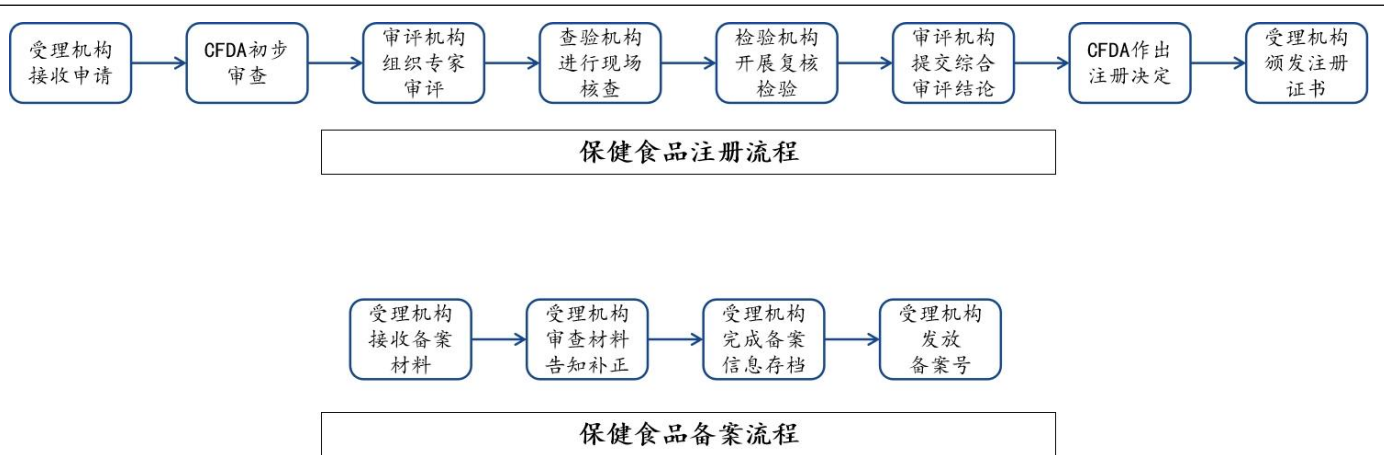 受理机构
接收申请
CFDA初步
审查
审评机构
组织专家
审评
查验机构
进行现场
核查
检验机构
开展复核
检验
审评机构
提交综合
审评结论
CFDA作出
注册决定
受理机构
颁发注册
证书
保健食品注册流程
受理机构
接收备案
材料
受理机构
审查材料
告知补正
受理机构
完成备案
信息存档
受理机构
发放
备案号
保健食品备案流程